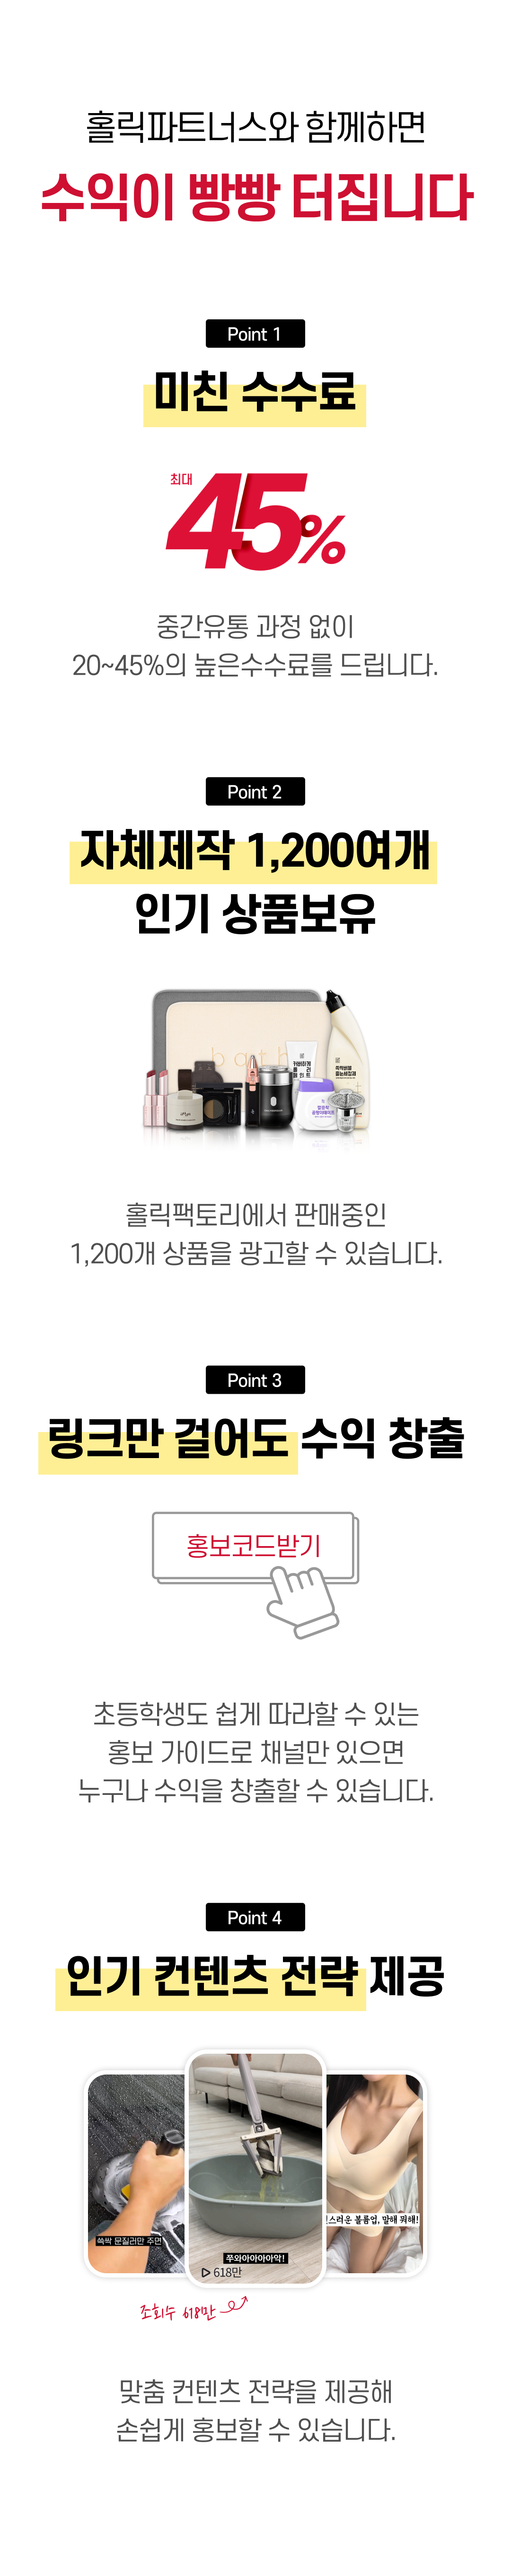 홀릭파트너스와 함께하면
수익이 빵빵 터집니다
Point 1
미친 수수료
최대
45%
중간유통 과정 없이
20~45%의 높은수수료를 드립니다.
Point 2
자체제작 1,200여개
인기 상품보유
bath
홀릭팩토리에서 판매중인
1,200개 상품을 광고할 수 있습니다.
Point 3
링크만 걸어도 수익 창출
홍보코드받기
초등학생도 쉽게 따라할 수 있는
홍보 가이드로 채널만 있으면
누구나 수익을 창출할 수 있습니다.
Point 4
인기 컨텐츠 전략 제공
쓱싹 문질러만 주면
쭈와아아아아악!
618만
스러운 볼륨업, 말해 뭐해!
조회수 618만
맞춤 컨텐츠 전략을 제공해
손쉽게 홍보할 수 있습니다.